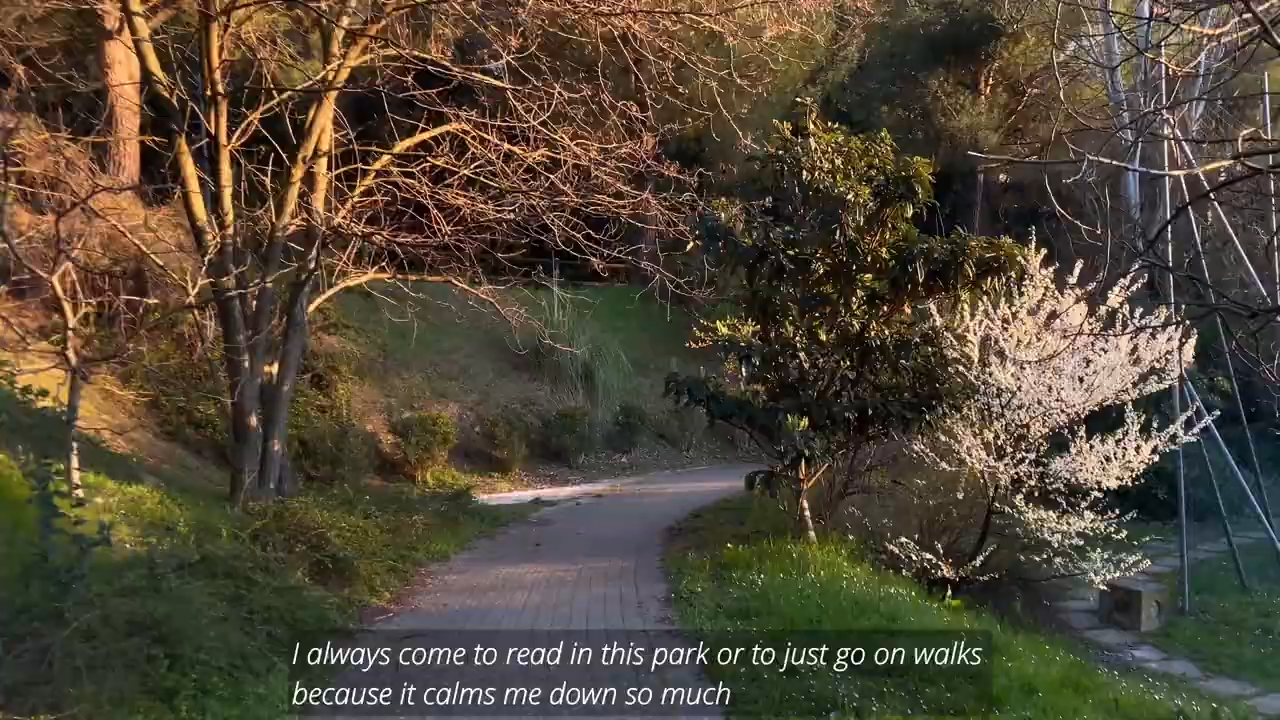 I always come to read in this park or to just go on walks
because it calms me down so much